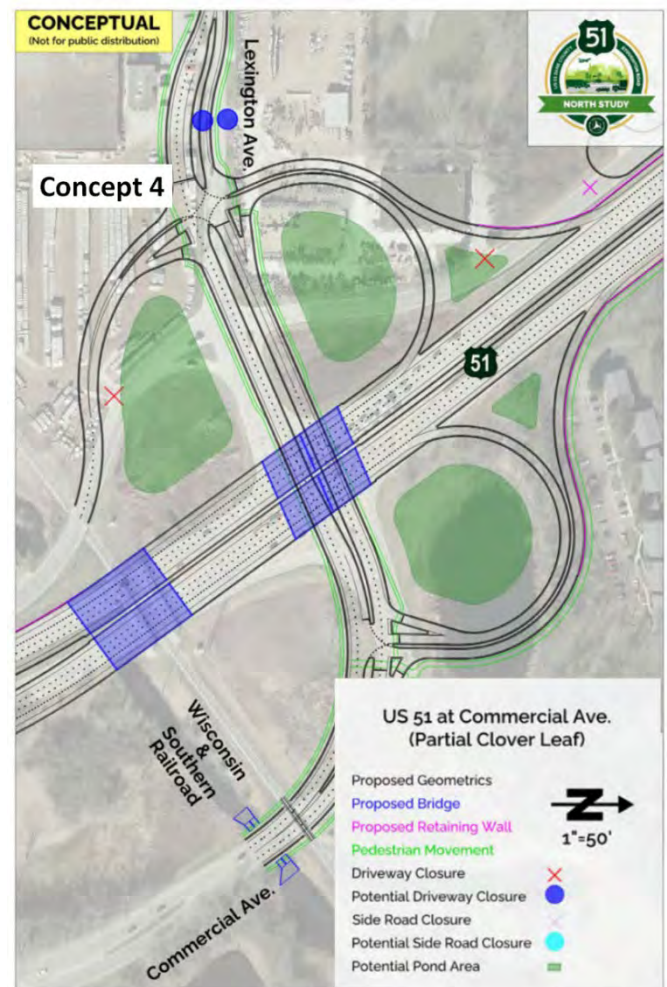 CONCEPTUAL
(Not for public distribution)
Lexington Ave.
51
NORTH STUDY
Concept 4
51
Wisconsin
&
Southern
Railroad
Commercial Ave.
US 51 at Commercial Ave.
(Partial Clover Leaf)
Proposed Geometrics
Proposed Bridge
Proposed Retaining Wall
Pedestrian Movement
Driveway Closure
Potential Driveway Closure
Side Road Closure
Potential Side Road Closure
Potential Pond Area
N
1"=50'